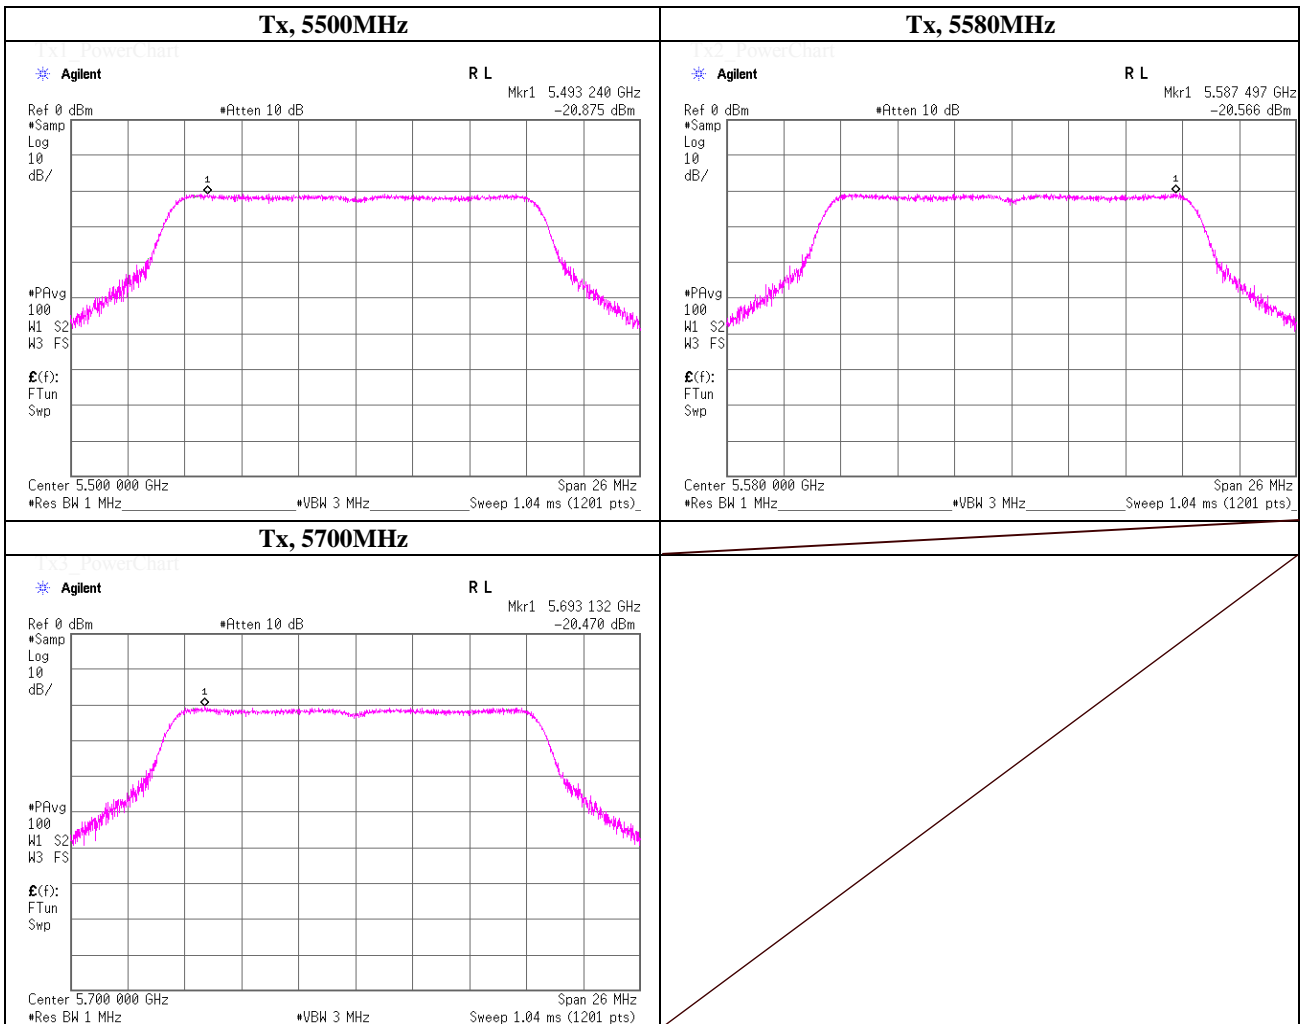 Tx, 5500MHz
Tx1_PowerChart
Agilent R L
Mkr1 5.493 240 GHz
Ref 0 dBm #Atten 10 dB -20.875 dBm
#Samp
Log
10
dB/
1
#PAvg
100
W1 S2
W3 FS
£(f):
FTun
Swp
Center 5.500 000 GHz Span 26 MHz
#Res BW 1 MHz #VBW 3 MHz Sweep 1.04 ms (1201 pts)
Tx, 5580MHz
Tx2_PowerChart
Agilent R L
Mkr1 5.587 497 GHz
Ref 0 dBm #Atten 10 dB -20.566 dBm
#Samp
Log
10
dB/
1
#PAvg
100
W1 S2
W3 FS
£(f):
FTun
Swp
Center 5.580 000 GHz Span 26 MHz
#Res BW 1 MHz #VBW 3 MHz Sweep 1.04 ms (1201 pts)
Tx, 5700MHz
Tx3_PowerChart
Agilent R L
Mkr1 5.693 132 GHz
Ref 0 dBm #Atten 10 dB -20.470 dBm
#Samp
Log
10
dB/
1
#PAvg
100
W1 S2
W3 FS
£(f):
FTun
Swp
Center 5.700 000 GHz Span 26 MHz
#Res BW 1 MHz #VBW 3 MHz Sweep 1.04 ms (1201 pts)